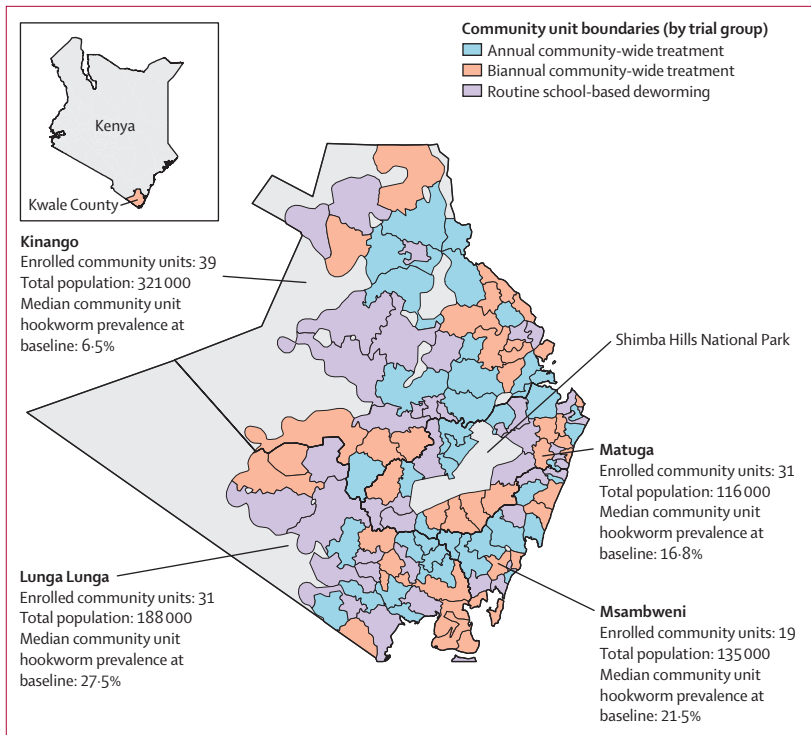 Community unit boundaries (by trial group)
Annual community-wide treatment
Biannual community-wide treatment
Routine school-based deworming
Kenya
Kwale County
Kinango
Enrolled community units: 39
Total population: 321 000
Median community unit
hookworm prevalence at
baseline: 6·5%
Shimba Hills National Park
Matuga
Enrolled community units: 31
Total population: 116 000
Median community unit
hookworm prevalence at
baseline: 16·8%
Lunga Lunga
Enrolled community units: 31
Total population: 188 000
Median community unit
hookworm prevalence at
baseline: 27·5%
Msambweni
Enrolled community units: 19
Total population: 135 000
Median community unit
hookworm prevalence at
baseline: 21·5%